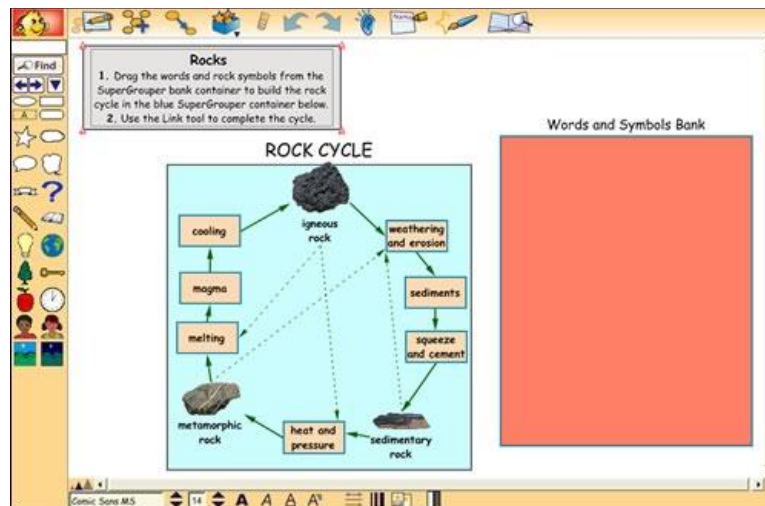 Name
Find
A
Rocks
1. Drag the words and rock symbols from the
SuperGrouper bank container to build the rock
cycle in the blue SuperGrouper container below.
2. Use the Link tool to complete the cycle.
Words and Symbols Bank
ROCK CYCLE
igneous
rock
cooling
weathering
and erosion
magma
sediments
melting
squeeze
and cement
metamorphic
rock
heat and
pressure
sedimentary
rock
Comic Sans MS
14
A A A A